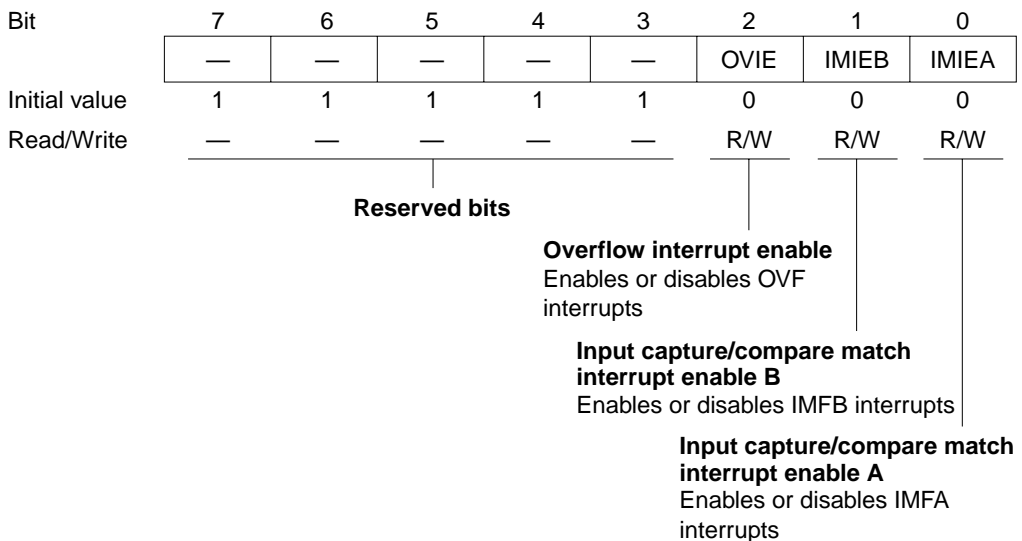 Bit 7 6 5 4 3 2 1 0
— — — — — OVIE IMIEB IMIEA
Initial value 1 1 1 1 1 0 0 0
Read/Write — — — — — R/W R/W R/W
Reserved bits
Overflow interrupt enable
Enables or disables OVF
interrupts
Input capture/compare match
interrupt enable B
Enables or disables IMFB interrupts
Input capture/compare match
interrupt enable A
Enables or disables IMFA
interrupts